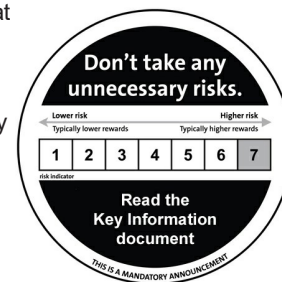 at
y
Don't take any
unnecessary risks.
Lower risk Higher risk
Typically lower rewards Typically higher rewards
1 2 3 4 5 6 7
risk indicator
Read the
Key Information
document
THIS IS A MANDATORY ANNOUNCEMENT